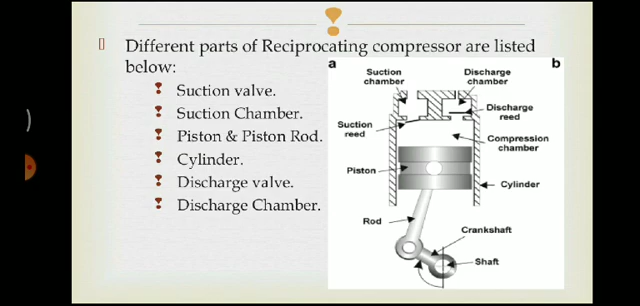 Different parts of Reciprocating compressor are listed
below:
Suction valve.
Suction Chamber.
Piston & Piston Rod.
Cylinder.
Discharge valve.
Discharge Chamber.
a
b
Suction
chamber
Discharge
chamber
Discharge
reed
Suction
reed
Compression
chamber
Piston
Cylinder
Rod
Crankshaft
Shaft